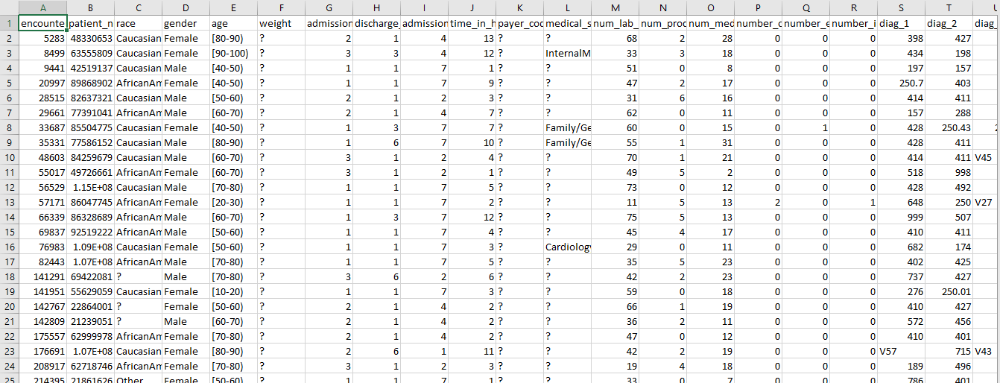 A B C D E F G H I J K L M N O P Q R S T U
1 encounte patient_n race gender age weight admission discharge_ admission time_in_h payer_coc medical_s num_lab_ num_proc num_med number_o number_e number_i diag_1 diag_2 diag_
2 5283 48330653 Caucasian Female [80-90) ? 2 1 4 13 ? ? 68 2 28 0 0 0 398 427
3 8499 63555809 Caucasian Female [90-100) ? 3 3 4 12 ? InternalM 33 3 18 0 0 0 434 198
4 9441 42519137 Caucasian Male [40-50) ? 1 1 7 1 ? ? 51 0 8 0 0 0 197 157
5 20997 89868902 AfricanAm Female [40-50) ? 1 1 7 9 ? ? 47 2 17 0 0 0 250.7 403
6 28515 82637321 Caucasian Male [50-60) ? 2 1 2 3 ? ? 31 6 16 0 0 0 414 411
7 29661 77391041 AfricanAm Male [60-70) ? 2 1 4 7 ? ? 62 0 11 0 0 0 157 288
8 33687 85504775 Caucasian Female [40-50) ? 1 3 7 7 ? Family/Ge 60 0 15 0 1 0 428 250.43
9 35331 77586152 Caucasian Male [80-90) ? 1 6 7 10 ? Family/Ge 55 1 31 0 0 0 428 411
10 48603 84259679 Caucasian Male [60-70) ? 3 1 2 4 ? ? 70 1 21 0 0 0 414 411 V45
11 55017 49726661 AfricanAm Female [60-70) ? 3 1 2 1 ? ? 49 5 2 0 0 0 518 998
12 56529 1.15E+08 Caucasian Male [70-80) ? 1 1 7 5 ? ? 73 0 12 0 0 0 428 492
13 57171 86047745 AfricanAm Female [20-30) ? 1 1 7 2 ? ? 11 5 13 2 0 1 648 250 V27
14 66339 86328689 AfricanAm Male [60-70) ? 1 3 7 12 ? ? 75 5 13 0 0 0 999 507
15 69837 92519222 AfricanAm Male [50-60) ? 1 1 7 4 ? ? 45 4 17 0 0 0 410 411
16 76983 1.09E+08 Caucasian Female [50-60) ? 1 1 7 3 ? Cardiology 29 0 11 0 0 0 682 174
17 82443 1.07E+08 AfricanAm Male [70-80) ? 1 1 7 5 ? ? 35 5 23 0 0 0 402 425
18 141291 69422081 ? Male [70-80) ? 3 6 2 6 ? ? 42 2 23 0 0 0 737 427
19 141951 55629059 Caucasian Female [10-20) ? 1 1 7 3 ? ? 59 0 18 0 0 0 276 250.01
20 142767 22864001 ? Female [50-60) ? 2 1 4 2 ? ? 66 1 19 0 0 0 410 427
21 142809 21239051 ? Male [60-70) ? 2 1 4 2 ? ? 36 2 11 0 0 0 572 456
22 175557 62999978 AfricanAm Female [70-80) ? 2 1 4 2 ? ? 47 0 12 0 0 0 410 401
23 176691 1.07E+08 Caucasian Female [80-90) ? 2 6 1 11 ? ? 42 2 19 0 0 0 V57 715 V43
24 208917 62718746 AfricanAm Female [70-80) ? 3 1 2 3 ? ? 19 4 18 0 0 0 189 496
25 214395 21861626 Other Female [50-60) ? 1 1 7 1 ? ? 33 0 7 0 0 0 786 401